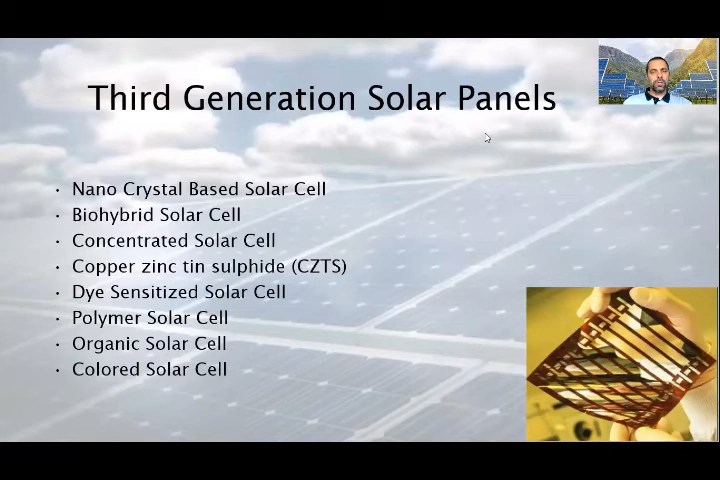 Third Generation Solar Panels
• Nano Crystal Based Solar Cell
• Biohybrid Solar Cell
• Concentrated Solar Cell
• Copper zinc tin sulphide (CZTS)
• Dye Sensitized Solar Cell
• Polymer Solar Cell
• Organic Solar Cell
• Colored Solar Cell